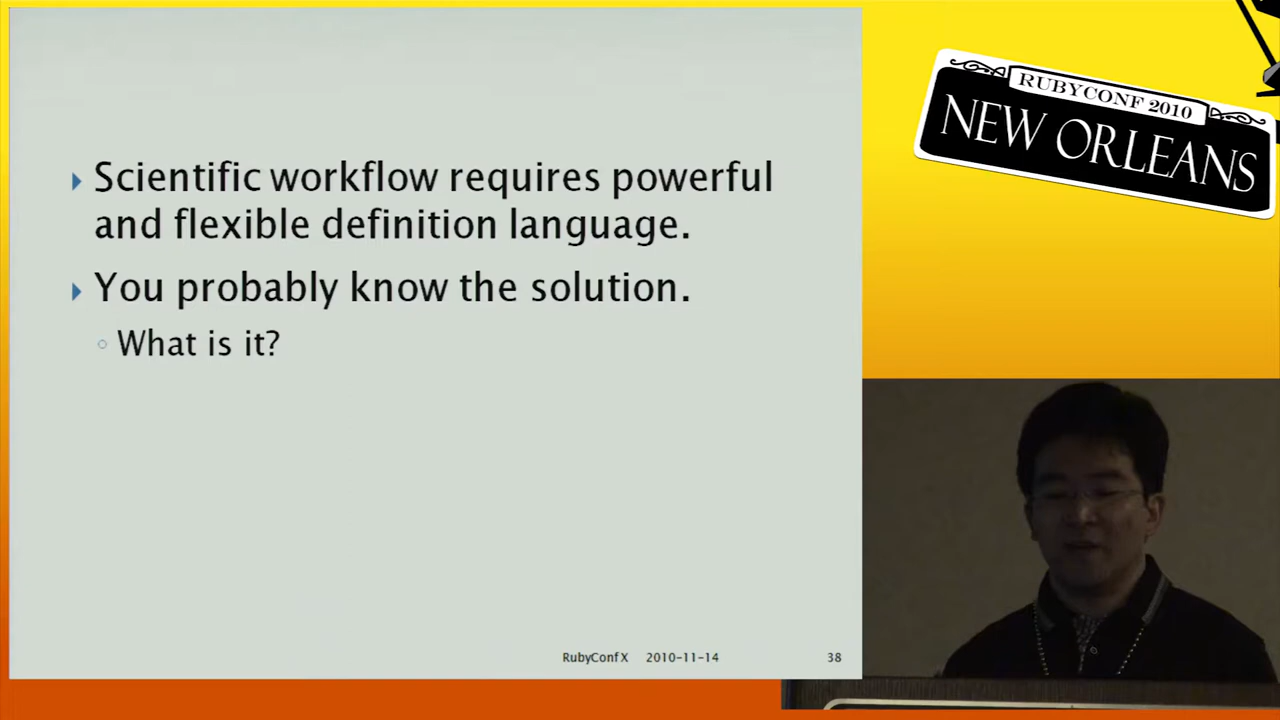 RUBYCONF 2010
NEW ORLEANS
Scientific workflow requires powerful
and flexible definition language.
You probably know the solution.
What is it?
RubyConf X 2010-11-14 38